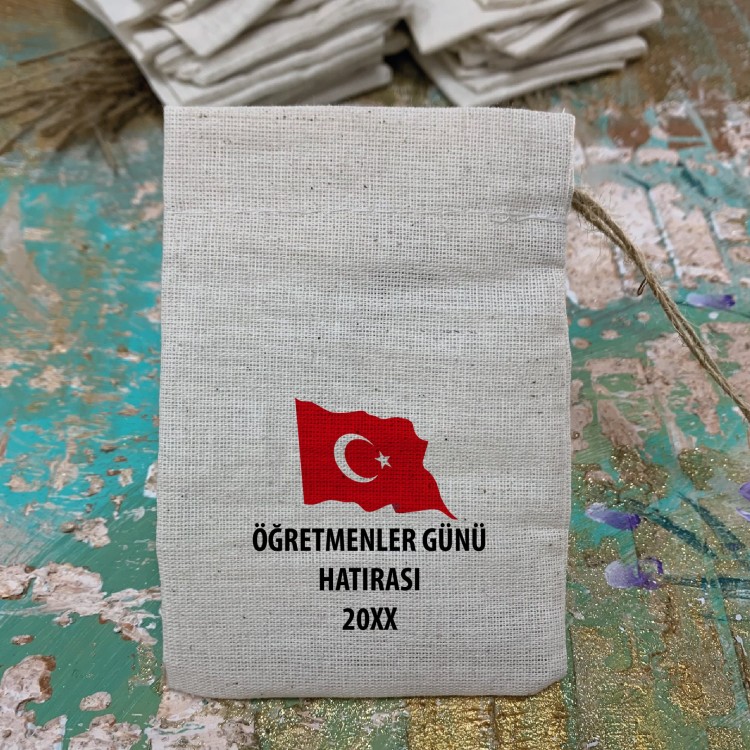 ÖĞRETMENLER GÜNÜ
HATIRASI
20XX